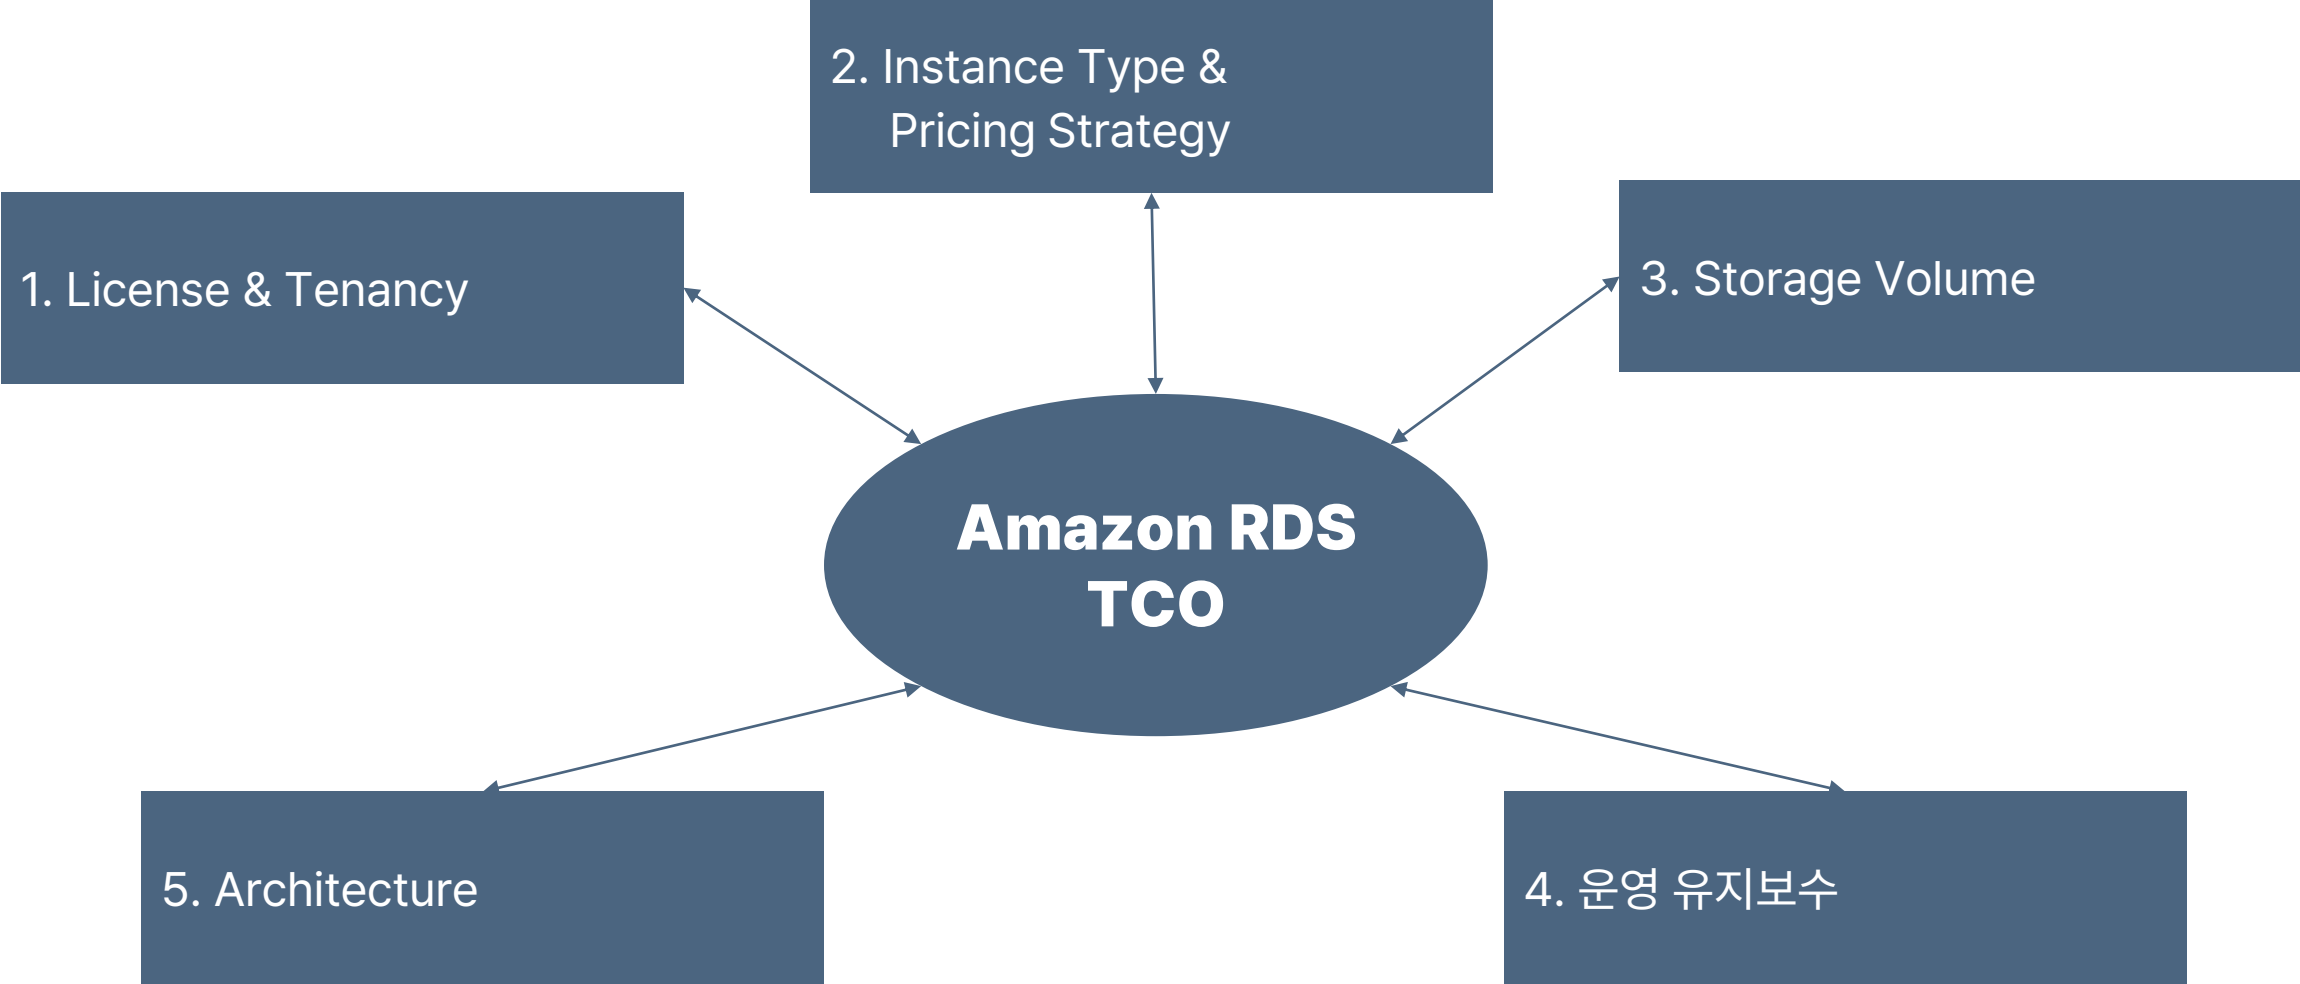 2. Instance Type &
Pricing Strategy
1. License & Tenancy
3. Storage Volume
Amazon RDS
TCO
5. Architecture
4. 운영 유지보수